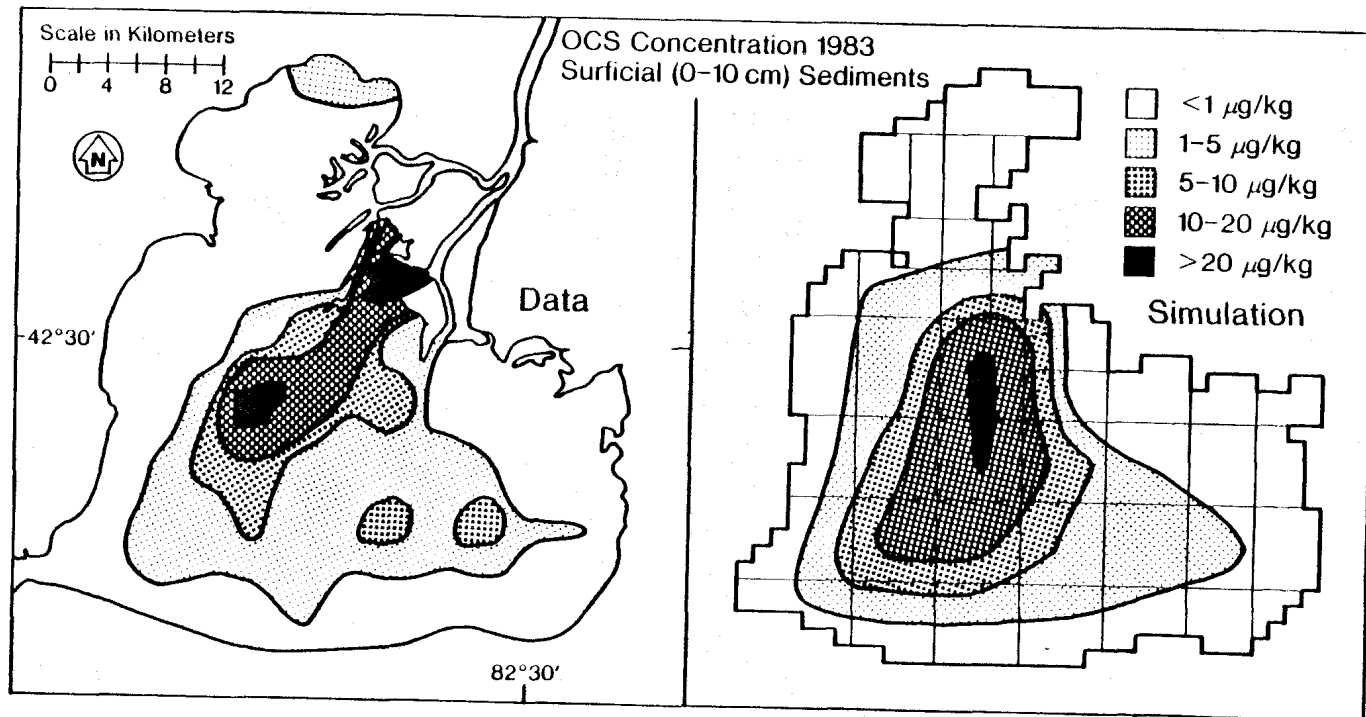 Scale in Kilometers
0 4 8 12
N
OCS Concentration 1983
Surficial (0-10 cm) Sediments
<1 μg/kg
1-5 μg/kg
5-10 μg/kg
10-20 μg/kg
>20 μg/kg
Data
Simulation
42°30'
82°30'